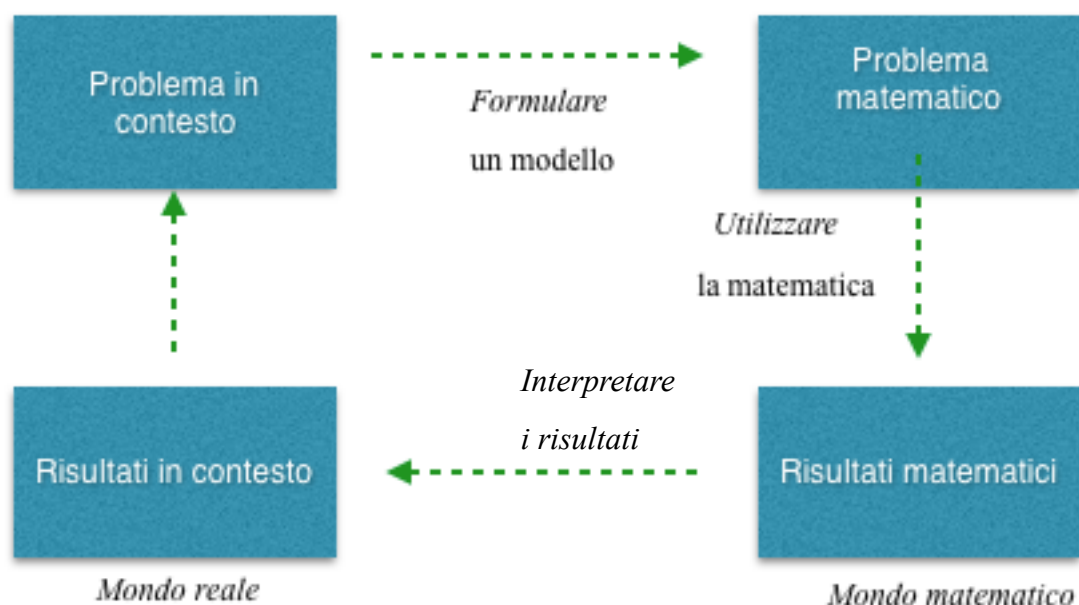 Problema in
contesto
Formulare
un modello
Problema
matematico
Utilizzare
la matematica
Interpretare
i risultati
Risultati in contesto
Risultati matematici
Mondo reale
Mondo matematico